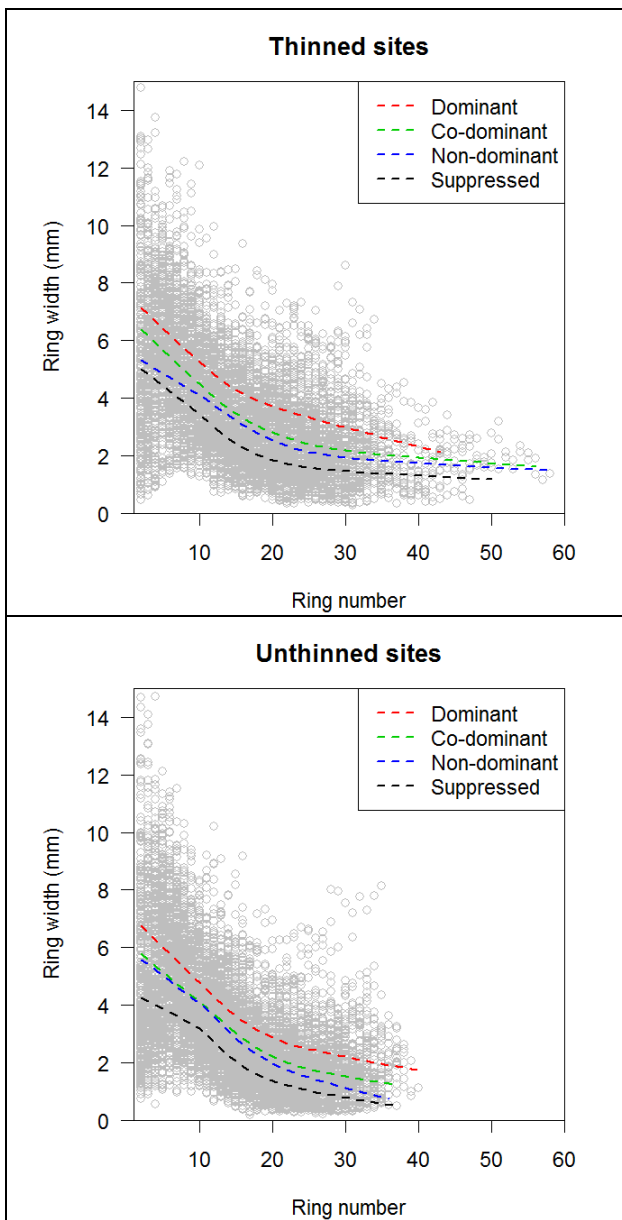 Thinned sites
Dominant
Co-dominant
Non-dominant
Suppressed
14
12
10
8
6
4
2
0
Ring width (mm)
10 20 30 40 50 60
Ring number
Unthinned sites
Dominant
Co-dominant
Non-dominant
Suppressed
14
12
10
8
6
4
2
0
Ring width (mm)
10 20 30 40 50 60
Ring number